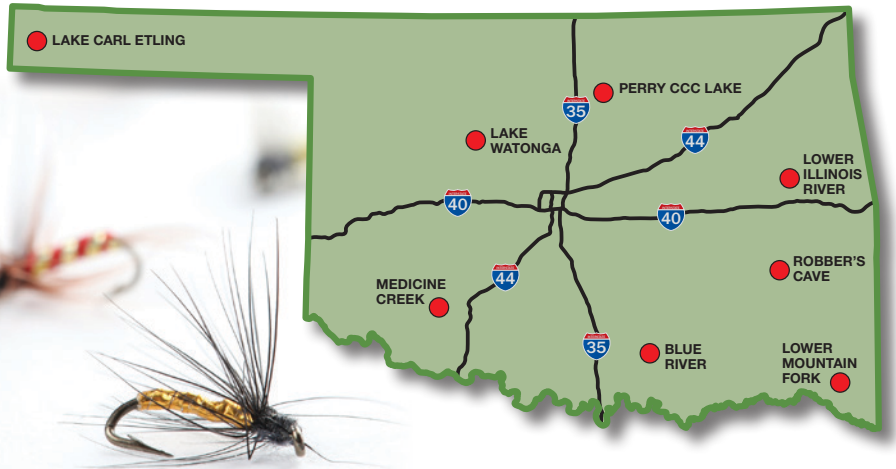 LAKE CARL ETLING
PERRY CCC LAKE
35
LAKE
WATONGA
44
LOWER
ILLINOIS
RIVER
40
40
ROBBER'S
CAVE
MEDICINE
CREEK
44
35
BLUE
RIVER
LOWER
MOUNTAIN
FORK